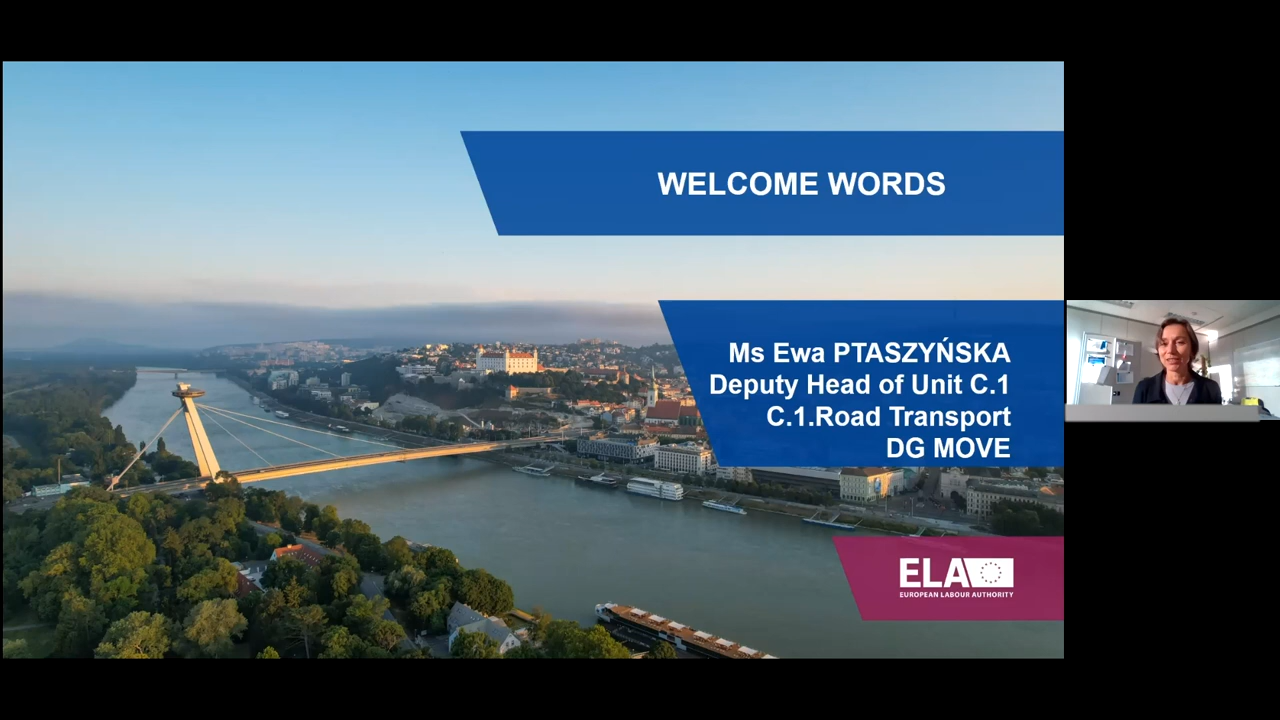 WELCOME WORDS
Ms Ewa PTASZYŃSKA
Deputy Head of Unit C.1
C.1.Road Transport
DG MOVE
ELA
EUROPEAN LABOUR AUTHORITY